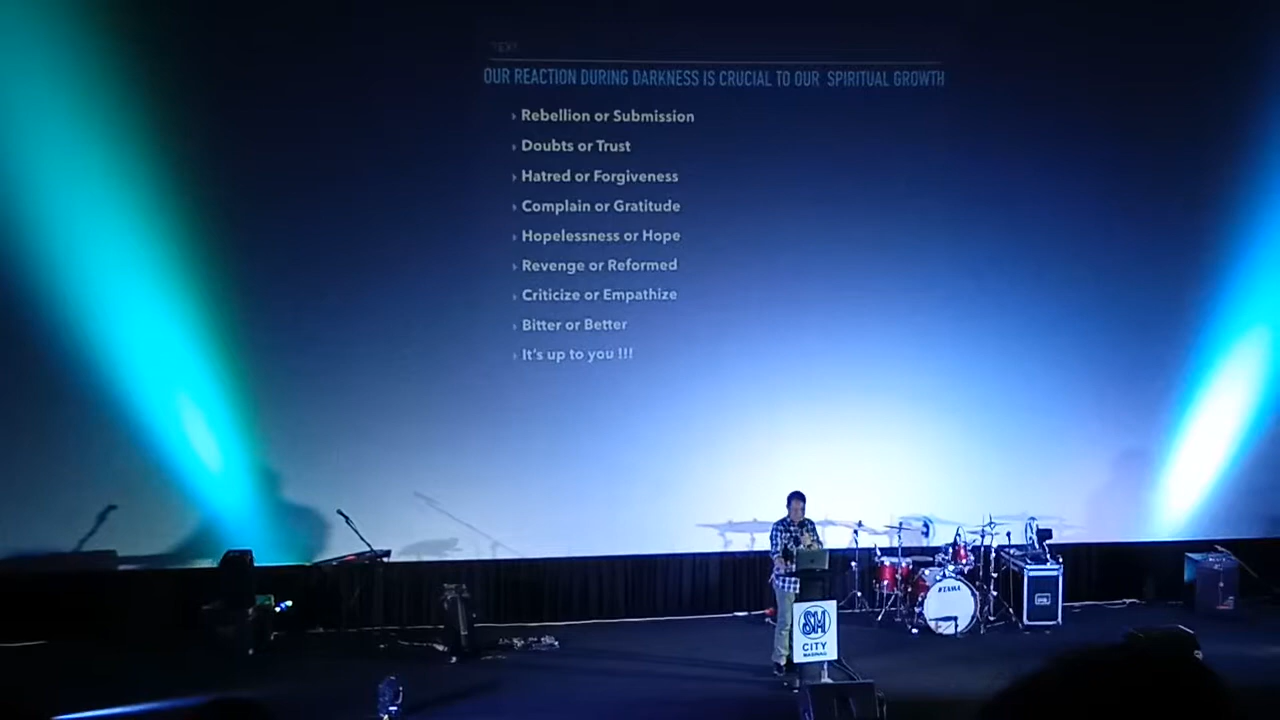 TEXT
OUR REACTION DURING DARKNESS IS CRUCIAL TO OUR SPIRITUAL GROWTH
Rebellion or Submission
Doubts or Trust
Hatred or Forgiveness
Complain or Gratitude
Hopelessness or Hope
Revenge or Reformed
Criticize or Empathize
Bitter or Better
It's up to you !!!
TAMA
SM
CITY
MASINAG